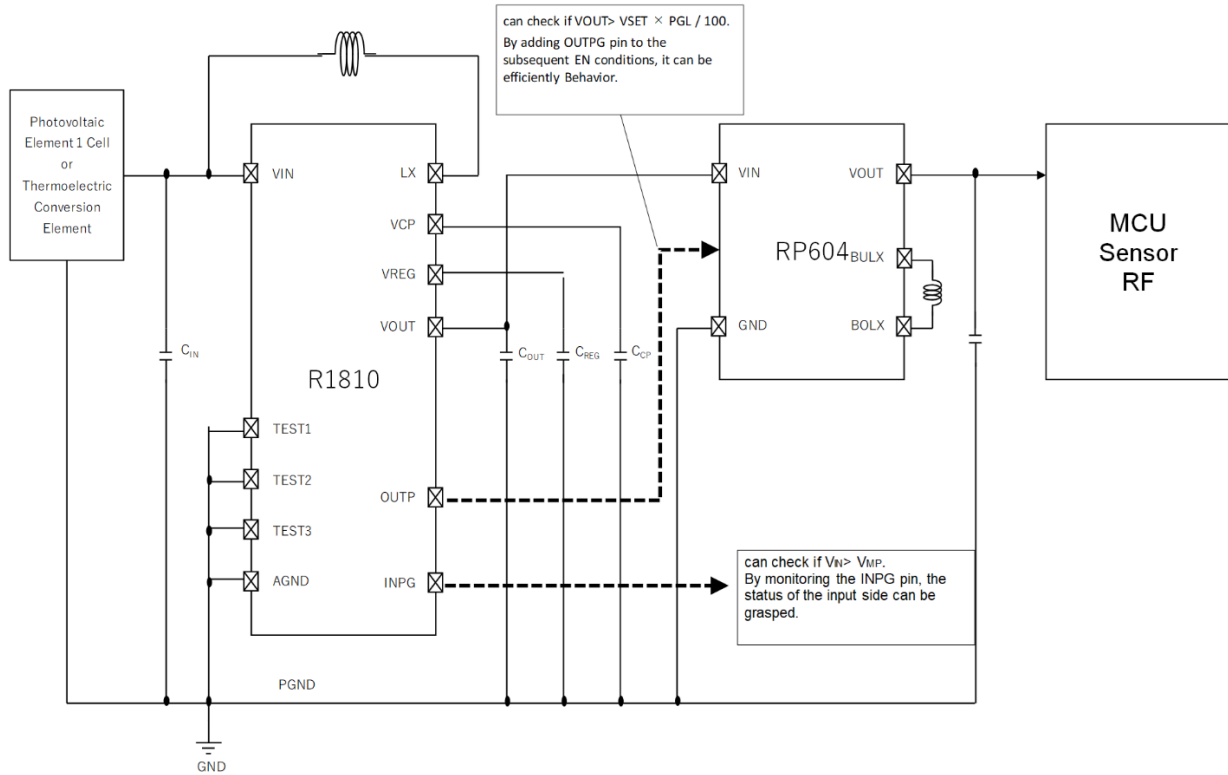 can check if VOUT> VSET × PGL / 100.
By adding OUTPG pin to the
subsequent EN conditions, it can be
efficiently Behavior.
Photovoltaic
Element 1 Cell
or
Thermoelectric
Conversion
Element
VIN
LX
VCP
VREG
VOUT
CIN
R1810
TEST1
TEST2
TEST3
AGND
OUTP
INPG
COUT
CREG
CCP
VIN
VOUT
RP604
BULX
GND
BOLX
MCU
Sensor
RF
can check if VIN> VMP.
By monitoring the INPG pin, the
status of the input side can be
grasped.
PGND
GND